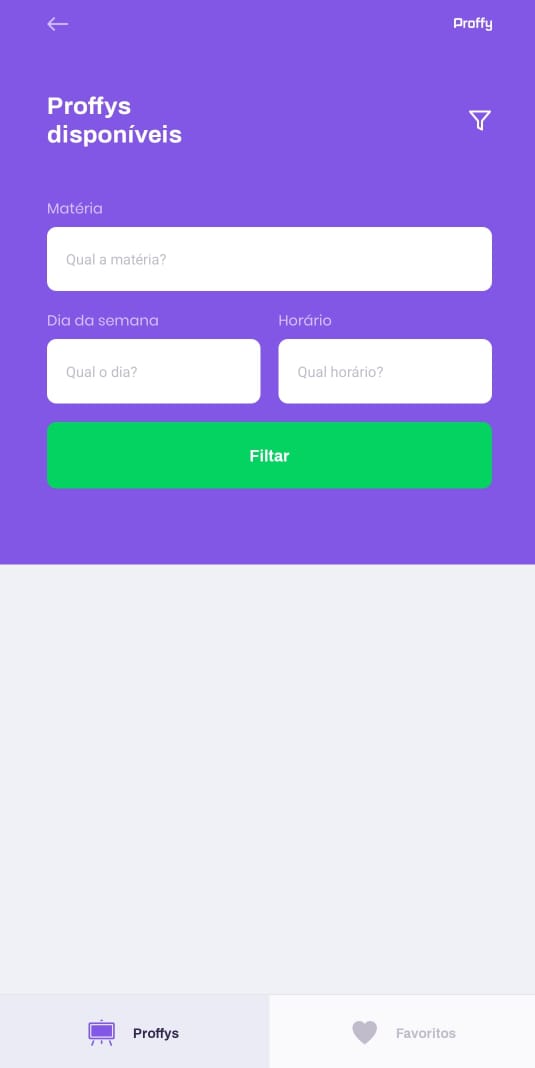 Proffy
Proffys
disponíveis
Matéria
Qual a matéria?
Dia da semana
Horário
Qual o dia?
Qual horário?
Filtar
Proffys
Favoritos